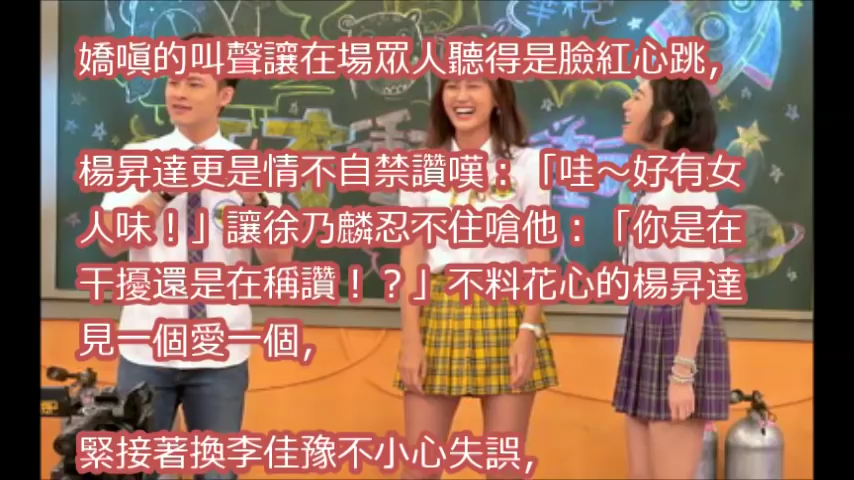 華視
嬌嗔的叫聲讓在場眾人聽得是臉紅心跳，
楊昇達更是情不自禁讚嘆：「哇～好有女
人味！」讓徐乃麟忍不住嗆他：「你是在
干擾還是在稱讚！？」不料花心的楊昇達
見一個愛一個，
緊接著換李佳豫不小心失誤，